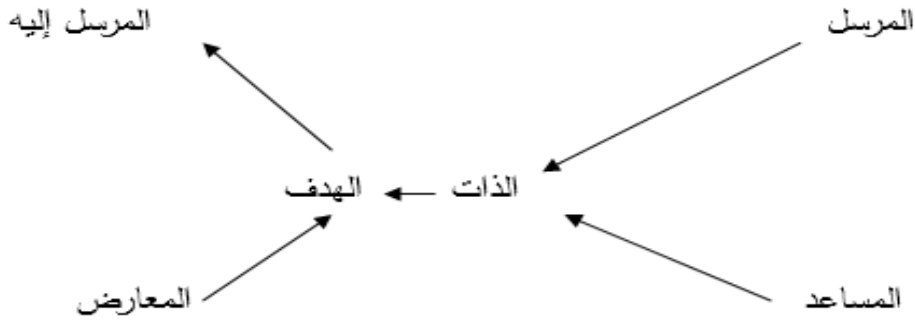 المرسل
المرسل إليه
الذات
الهدف
المساعد
المعارض